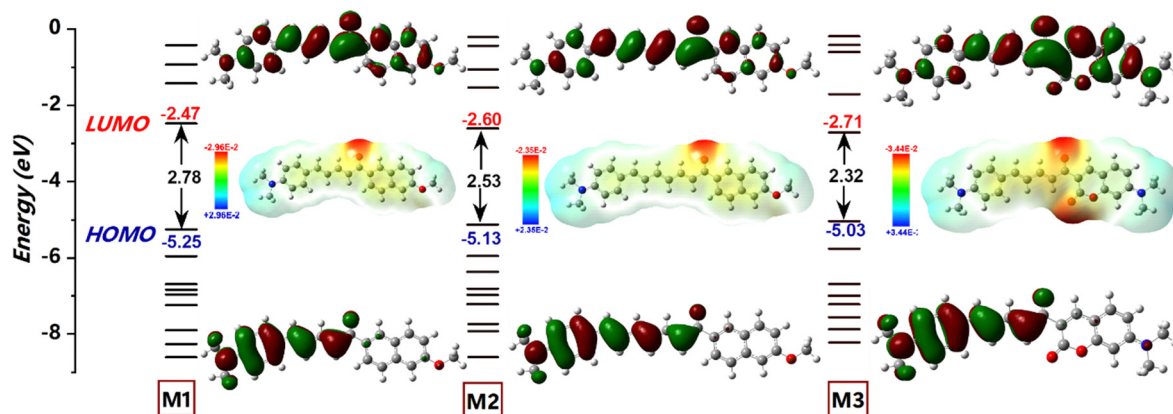 Energy (eV)
0
-2
-4
-6
-8
LUMO
HOMO
-2.47
2.78
-5.25
-2.96E-2
+2.96E-2
M1
-2.60
2.53
-5.13
-2.35E-2
+2.35E-2
M2
-2.71
2.32
-5.03
-3.44E-2
+3.44E-
M3